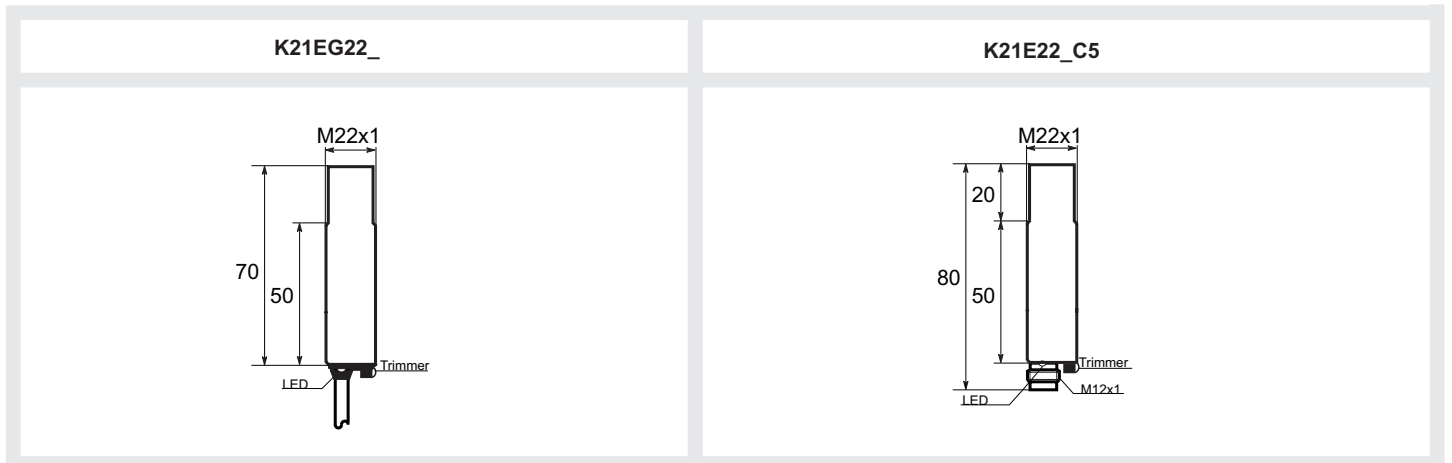 K21EG22_
K21E22_C5
M22x1
70
50
Trimmer
LED
M22x1
20
80
50
Trimmer
M12x1
LED